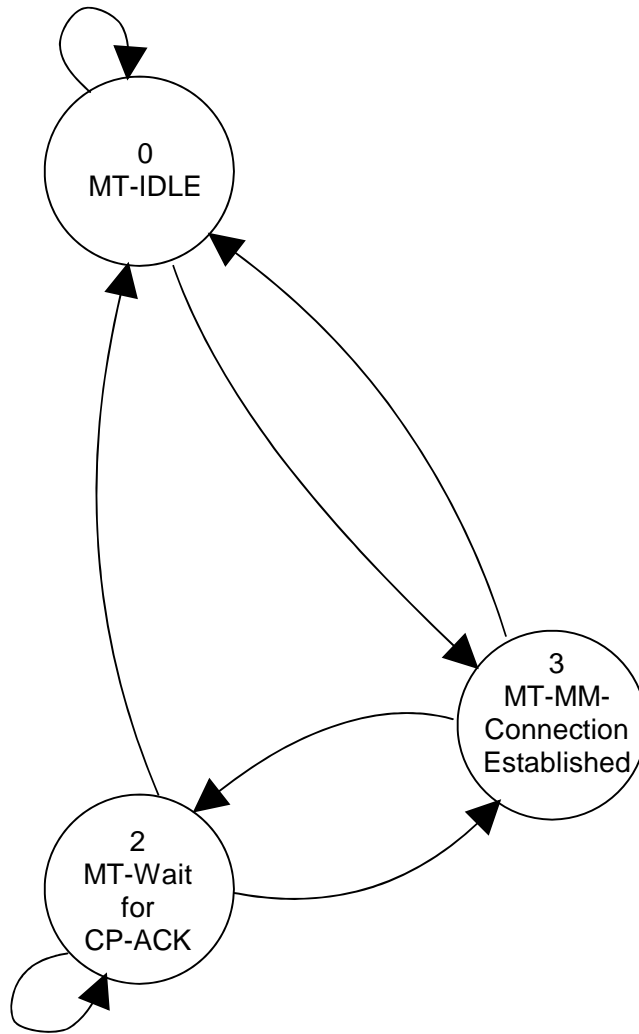 0
MT-IDLE
3
MT-MM-
Connection
Established
2
MT-Wait
for
CP-ACK